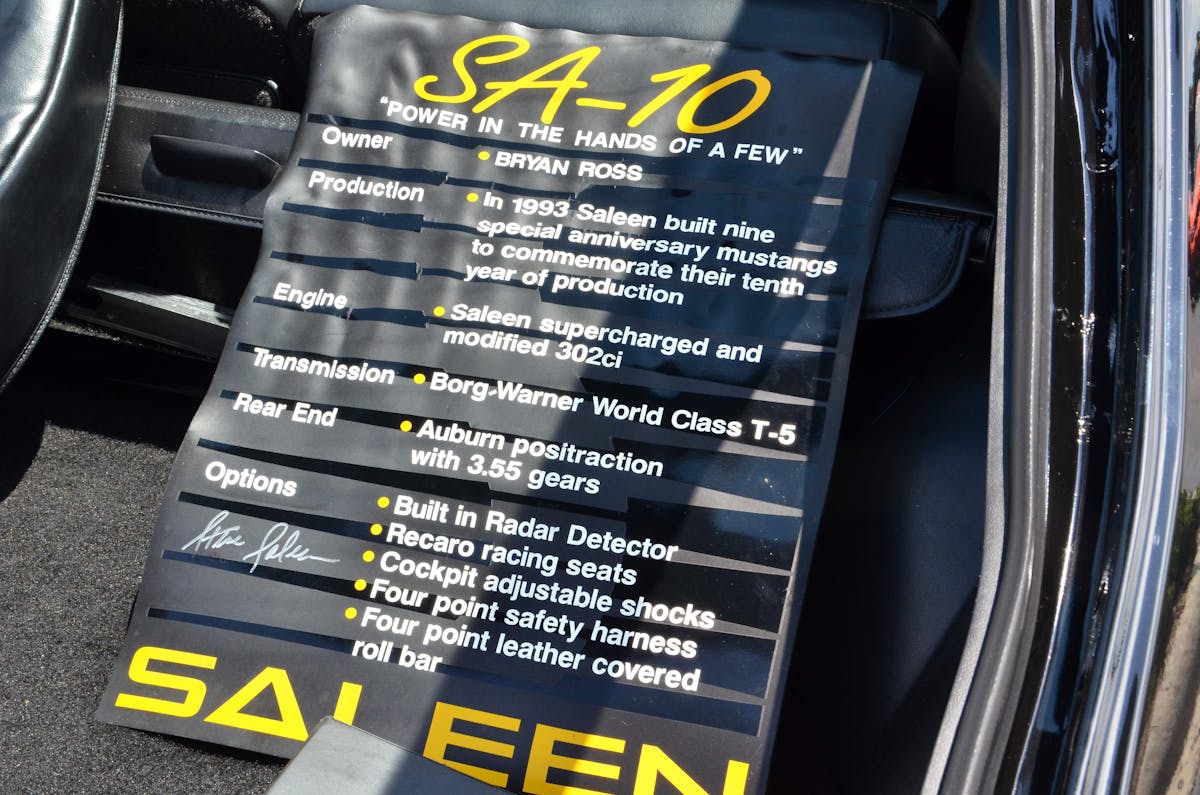 SA-10
“POWER IN THE HANDS OF A FEW”
Owner • BRYAN ROSS
Production • In 1993 Saleen built nine
special anniversary mustangs
to commemorate their tenth
year of production
Engine • Saleen supercharged and
modified 302ci
Transmission • Borg-Warner World Class T-5
Rear End • Auburn positraction
with 3.55 gears
Options • Built in Radar Detector
• Recaro racing seats
• Cockpit adjustable shocks
• Four point safety harness
• Four point leather covered
roll bar
Steve Saleen
SALEEN